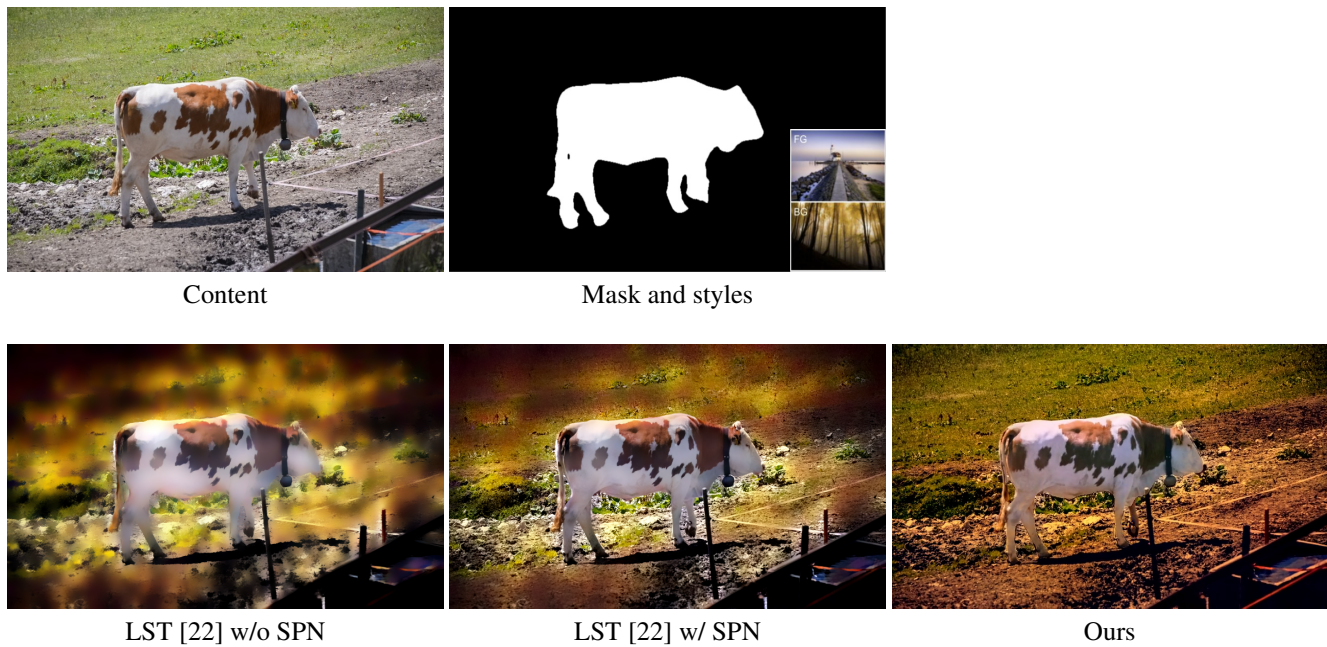 FG
BG
Content
Mask and styles
LST [22] w/o SPN
LST [22] w/ SPN
Ours